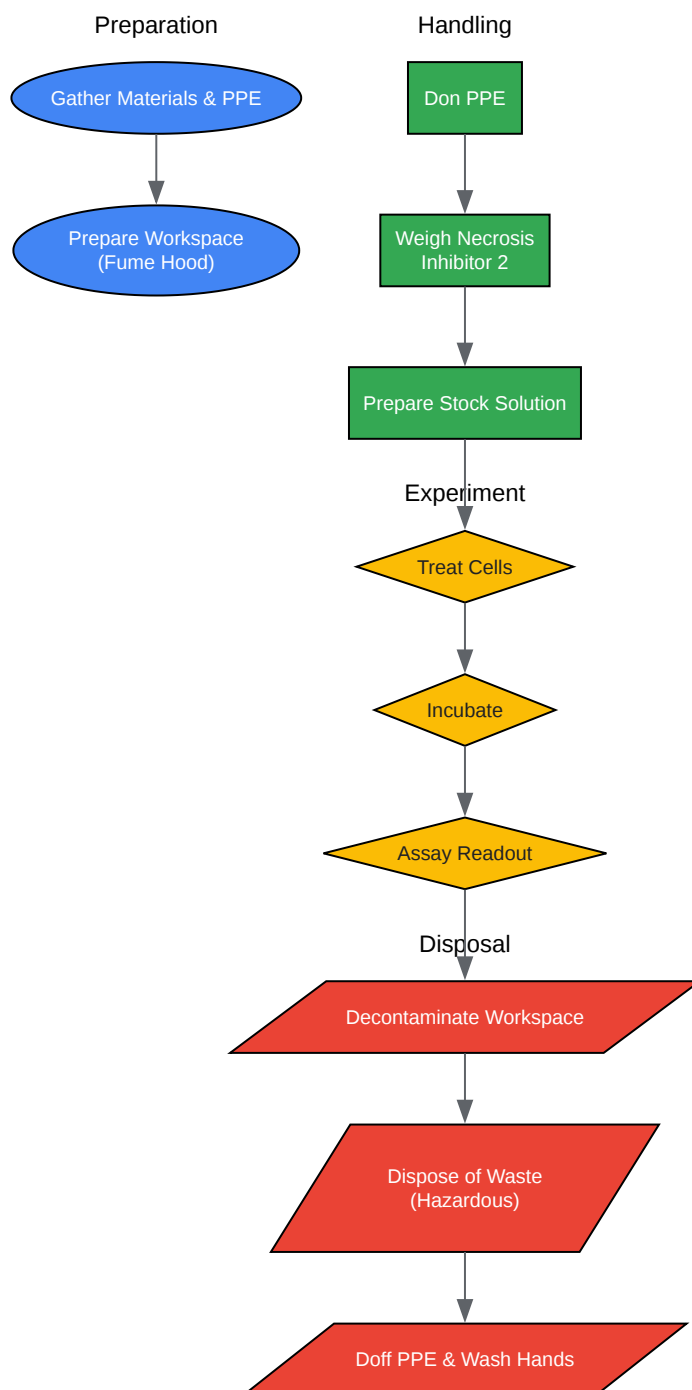 Preparation
Gather Materials & PPE
Prepare Workspace
(Fume Hood)
Handling
Don PPE
Weigh Necrosis
Inhibitor 2
Prepare Stock Solution
Experiment
Treat Cells
Incubate
Assay Readout
Disposal
Decontaminate Workspace
Dispose of Waste
(Hazardous)
Doff PPE & Wash Hands